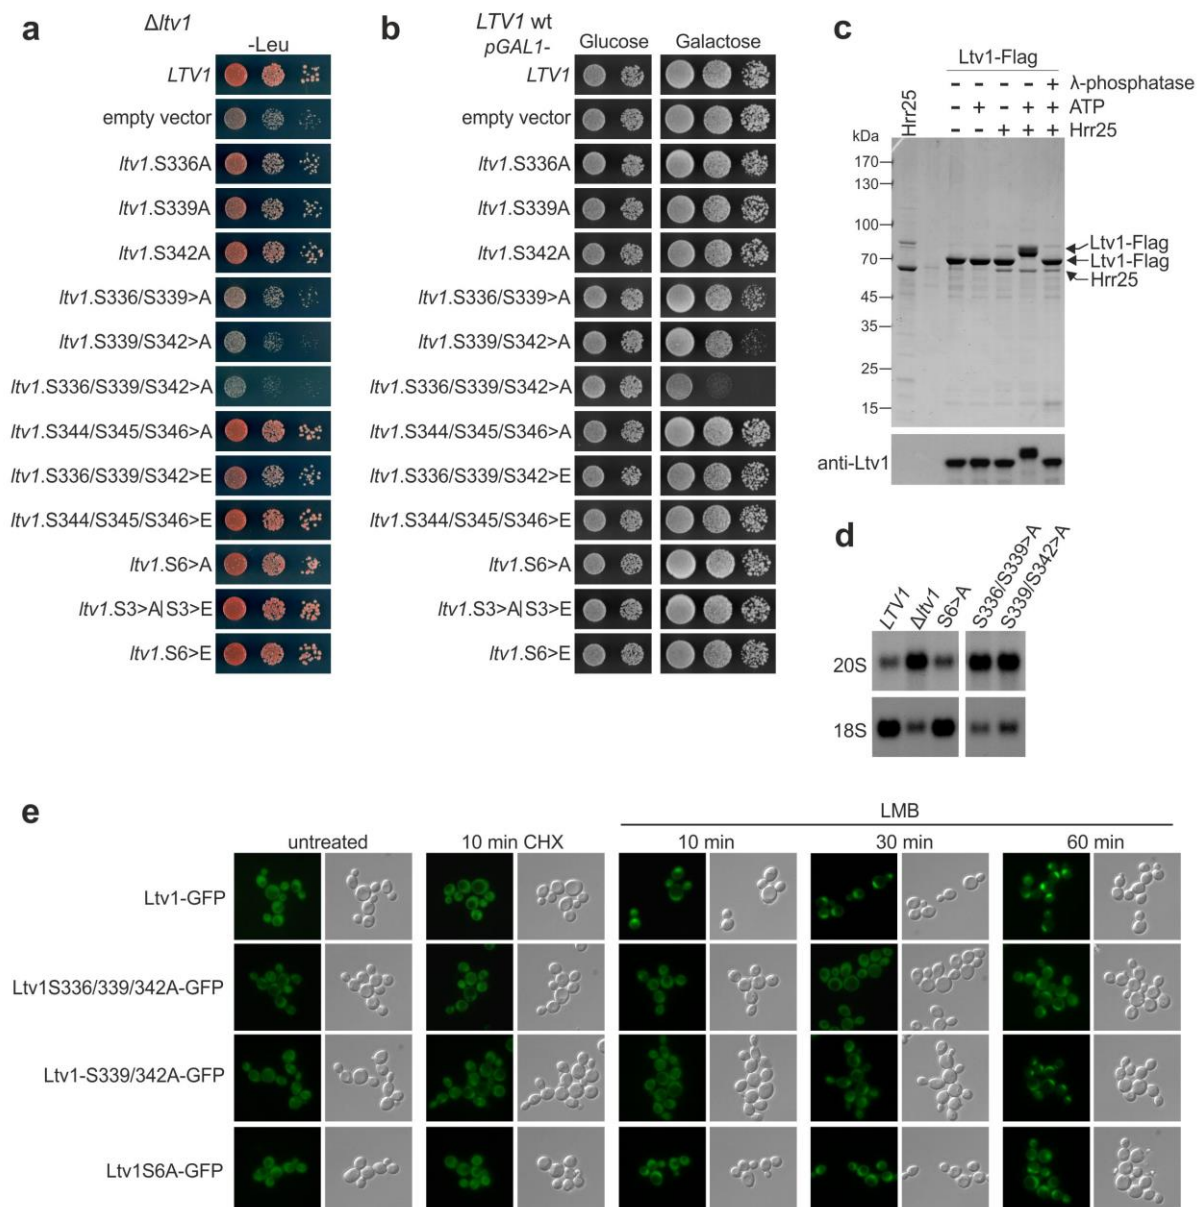 a
Δltv1
-Leu
LTV1
empty vector
ltv1.S336A
ltv1.S339A
ltv1.S342A
ltv1.S336/S339>A
ltv1.S339/S342>A
ltv1.S336/S339/S342>A
ltv1.S344/S345/S346>A
ltv1.S336/S339/S342>E
ltv1.S344/S345/S346>E
ltv1.S6>A
ltv1.S3>A|S3>E
ltv1.S6>E
b
LTV1 wt
pGAL1-
Glucose Galactose
LTV1
empty vector
ltv1.S336A
ltv1.S339A
ltv1.S342A
ltv1.S336/S339>A
ltv1.S339/S342>A
ltv1.S336/S339/S342>A
ltv1.S344/S345/S346>A
ltv1.S336/S339/S342>E
ltv1.S344/S345/S346>E
ltv1.S6>A
ltv1.S3>A|S3>E
ltv1.S6>E
c
Ltv1-Flag
Hrr25
- - - - + λ-phosphatase
- + - + + ATP
- - + + + Hrr25
kDa
170
130
100
70
45
35
25
15
Ltv1-Flag
Ltv1-Flag
Hrr25
anti-Ltv1
d
LTV1 Δltv1 S6>A S336/S339>A S339/S342>A
20S
18S
e
LMB
untreated 10 min CHX 10 min 30 min 60 min
Ltv1-GFP
Ltv1S336/339/342A-GFP
Ltv1-S339/342A-GFP
Ltv1S6A-GFP